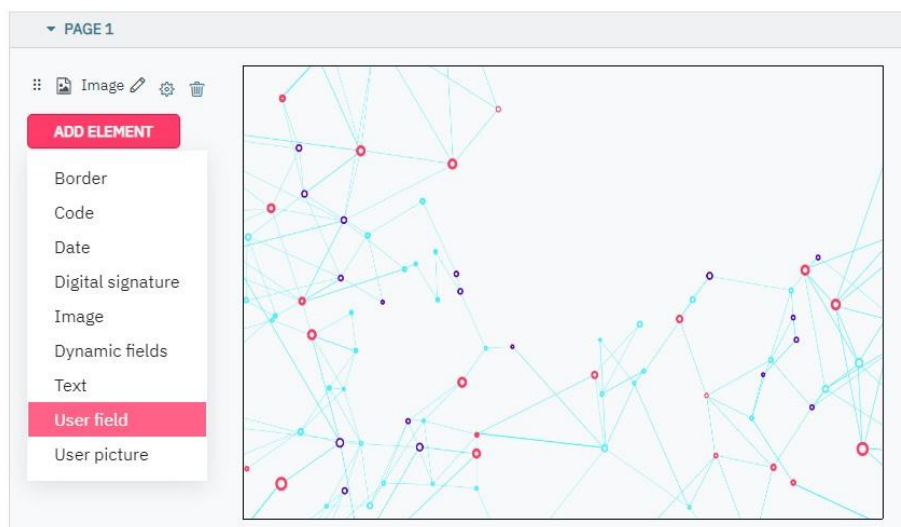 PAGE 1
Image
ADD ELEMENT
Border
Code
Date
Digital signature
Image
Dynamic fields
Text
User field
User picture